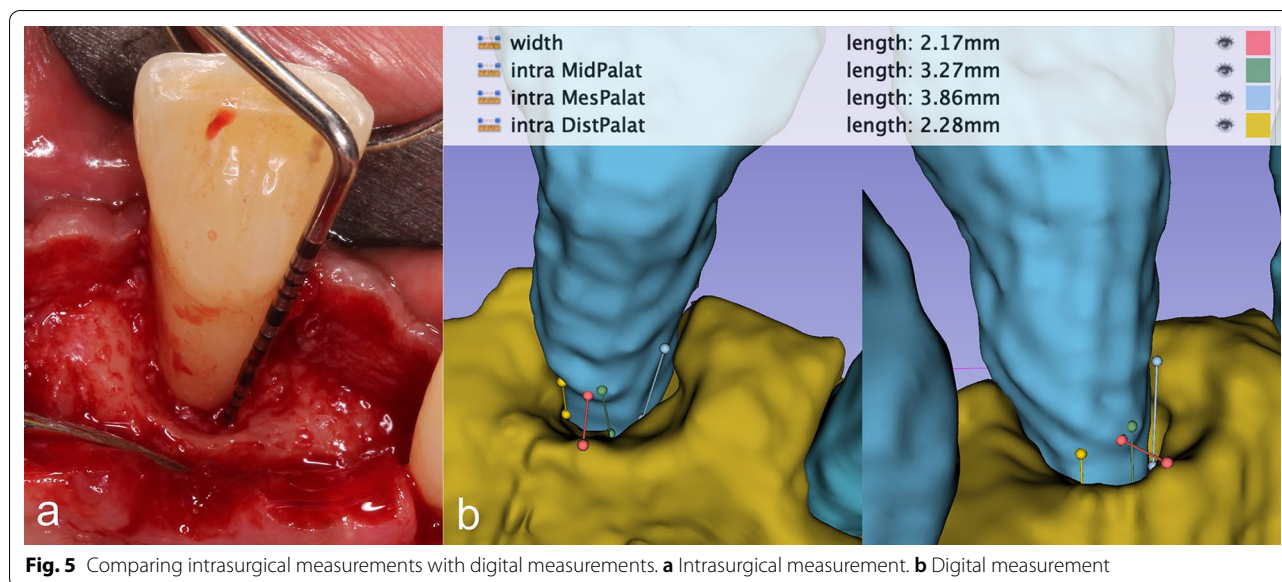 width length: 2.17mm
intra MidPalat length: 3.27mm
intra MesPalat length: 3.86mm
intra DistPalat length: 2.28mm
a b
Fig. 5 Comparing intrasurgical measurements with digital measurements. a Intrasurgical measurement. b Digital measurement